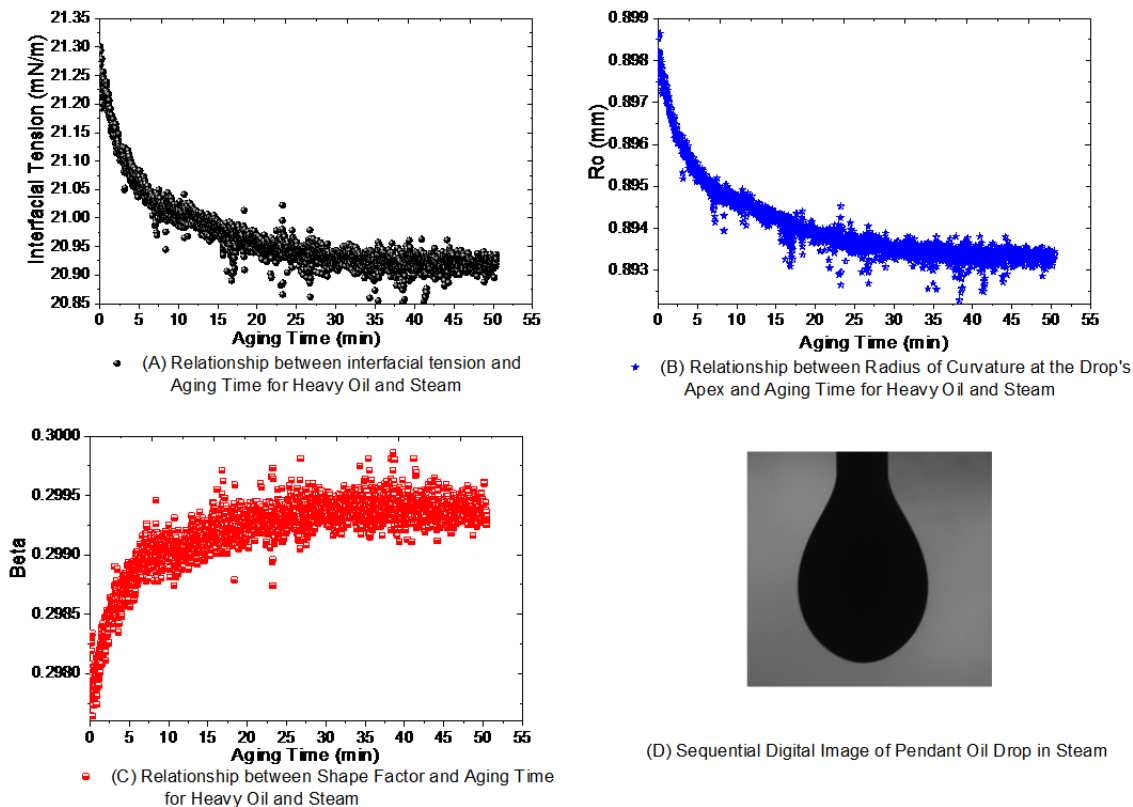 21.35
21.30
21.25
21.20
21.15
21.10
21.05
21.00
20.95
20.90
20.85
Interfacial Tension (mN/m)
0 5 10 15 20 25 30 35 40 45 50 55
Aging Time (min)
(A) Relationship between interfacial tension and
Aging Time for Heavy Oil and Steam
0.899
0.898
0.897
0.896
0.895
0.894
0.893
Ro (mm)
0 5 10 15 20 25 30 35 40 45 50 55
Aging Time (min)
(B) Relationship between Radius of Curvature at the Drop's
Apex and Aging Time for Heavy Oil and Steam
0.3000
0.2995
0.2990
0.2985
0.2980
Beta
0 5 10 15 20 25 30 35 40 45 50 55
Aging Time (min)
(C) Relationship between Shape Factor and Aging Time
for Heavy Oil and Steam
(D) Sequential Digital Image of Pendant Oil Drop in Steam